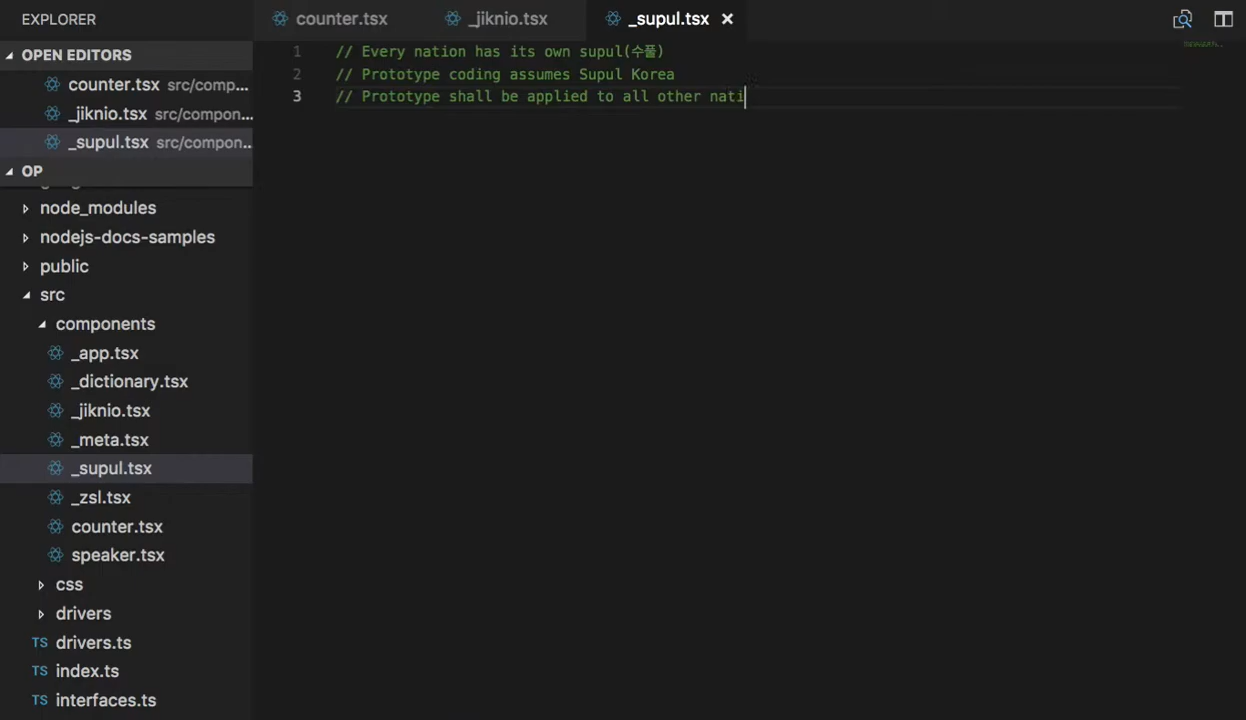 EXPLORER
OPEN EDITORS
counter.tsx src/comp...
_jiknio.tsx src/compon...
_supul.tsx src/compon...
OP
node_modules
nodejs-docs-samples
public
src
components
_app.tsx
_dictionary.tsx
_jiknio.tsx
_meta.tsx
_supul.tsx
_zsl.tsx
counter.tsx
speaker.tsx
css
drivers
TS drivers.ts
TS index.ts
TS interfaces.ts
counter.tsx _jiknio.tsx _supul.tsx
1 // Every nation has its own supul(수풀)
2 // Prototype coding assumes Supul Korea
3 // Prototype shall be applied to all other nati